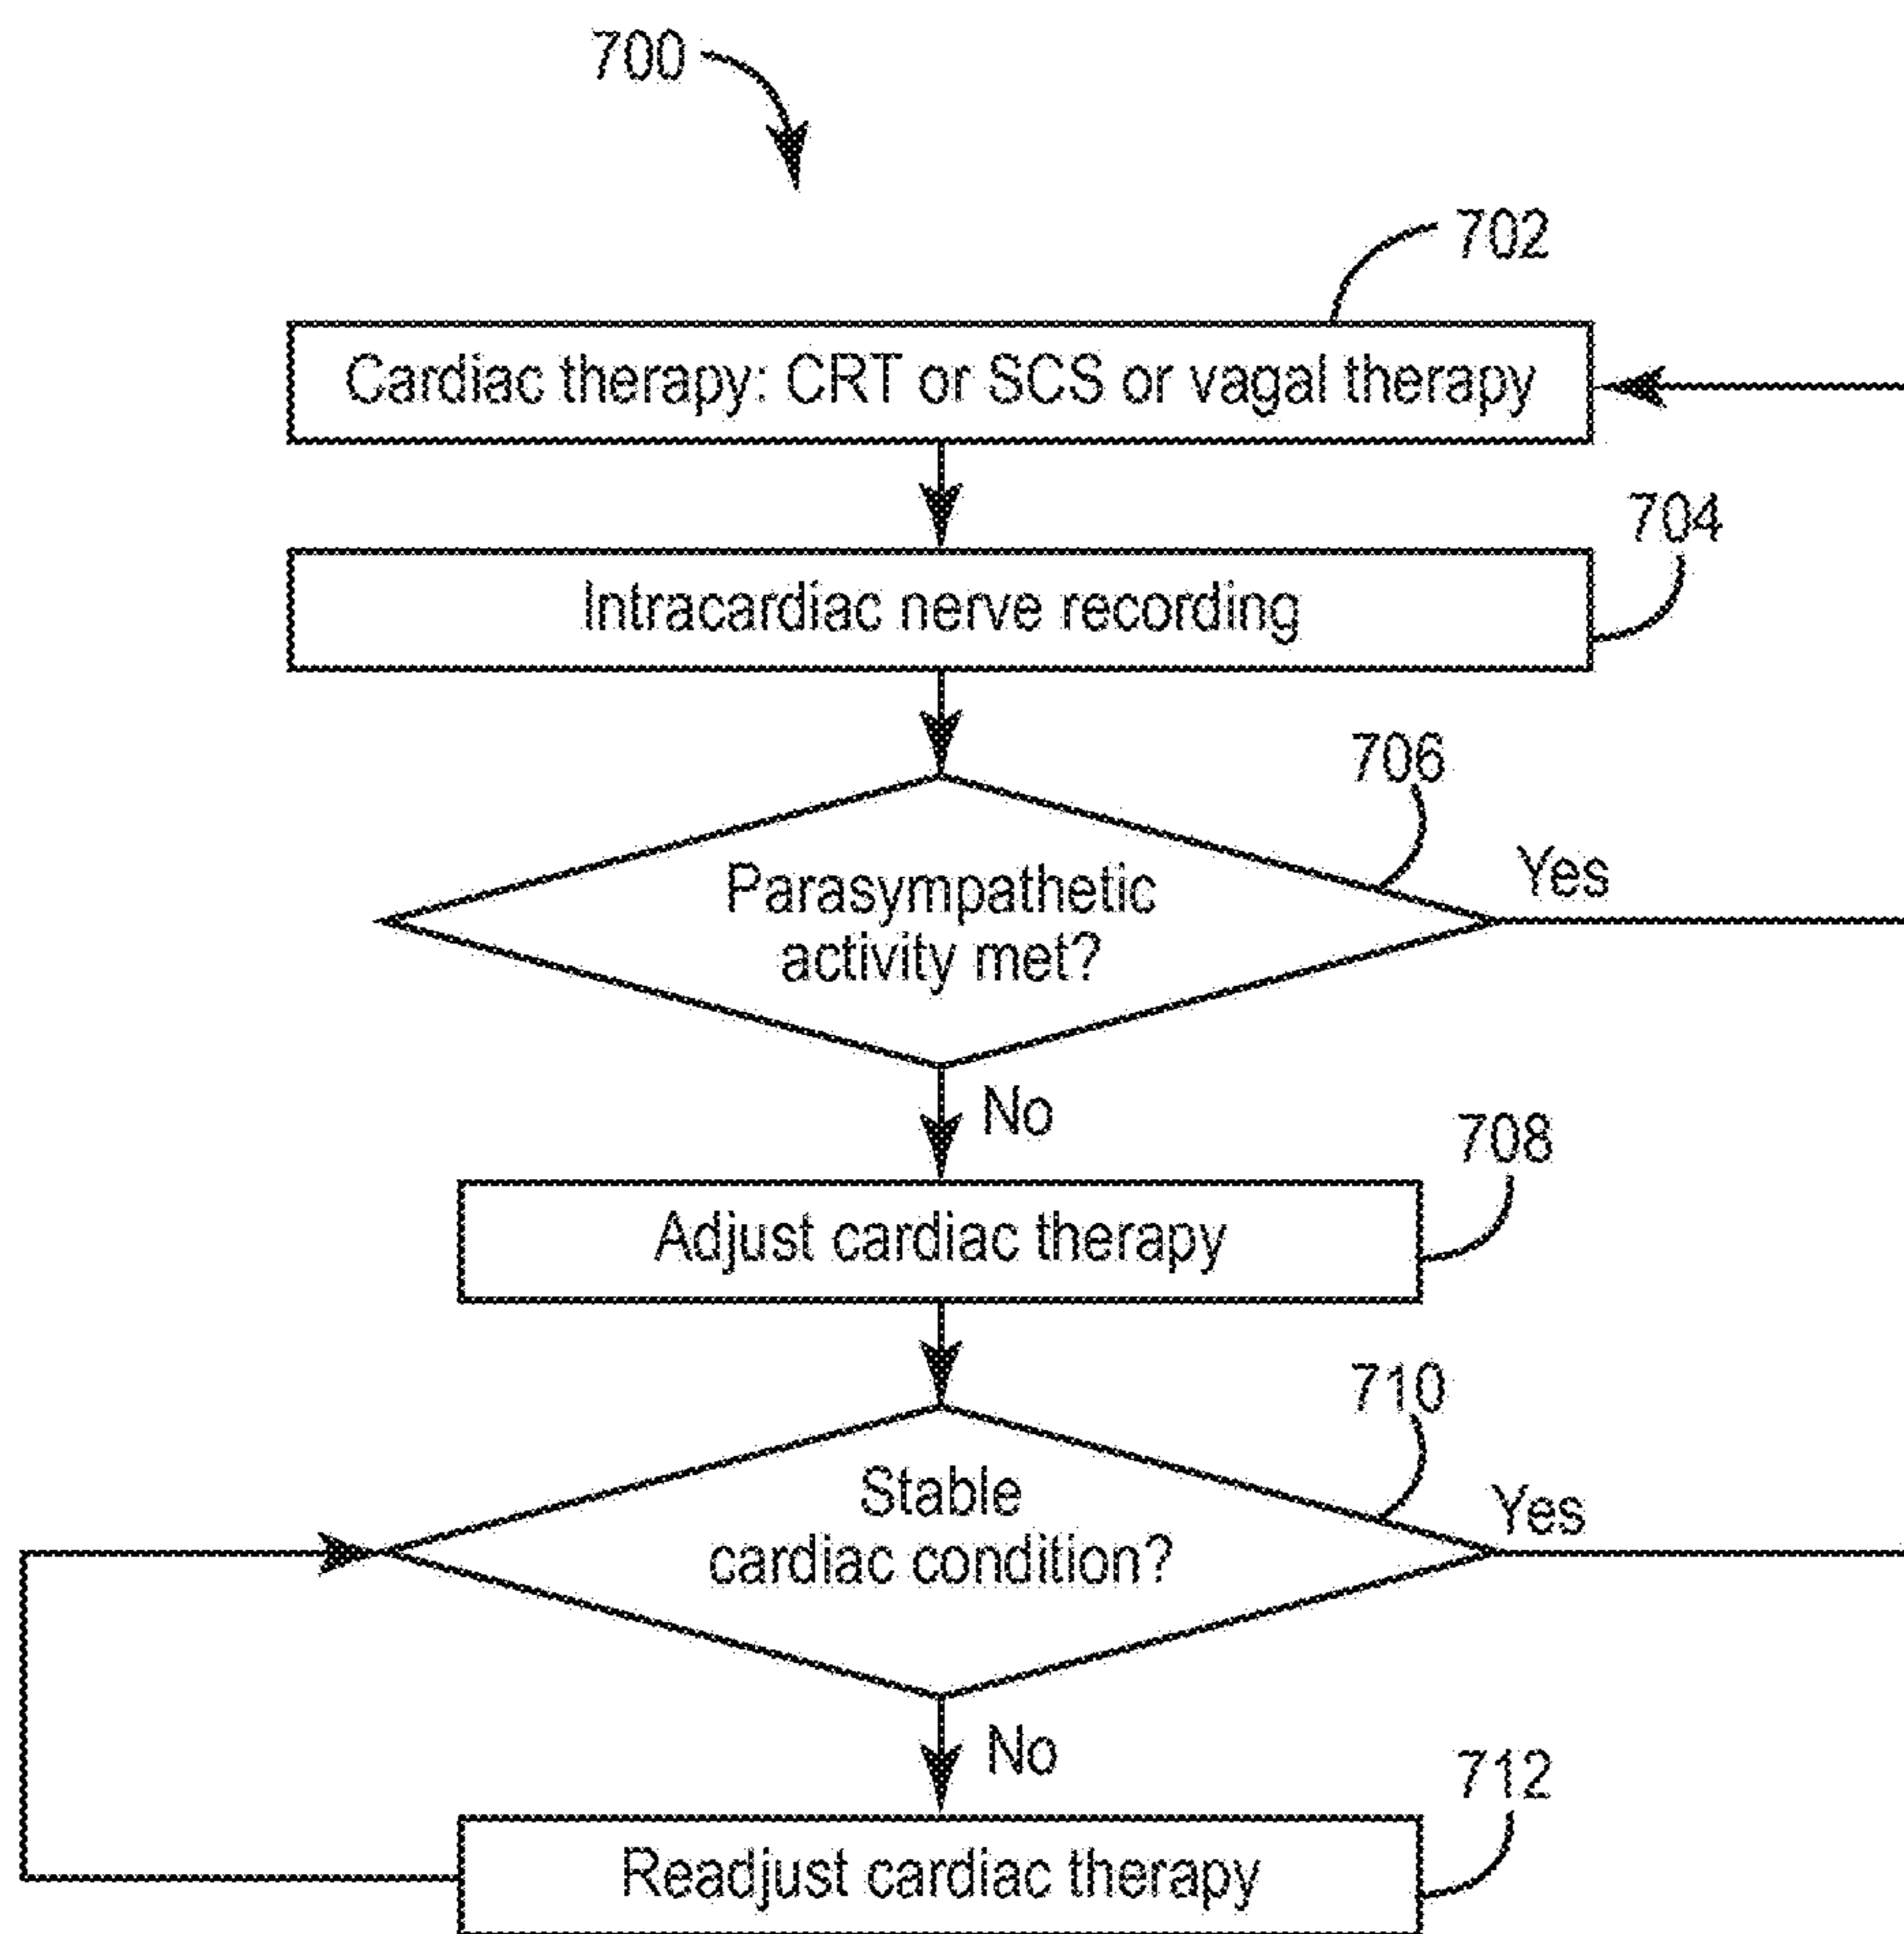 700
702
Cardiac therapy: CRT or SCS or vagal therapy
704
Intracardiac nerve recording
706
Yes
Parasympathetic
activity met?
No
708
Adjust cardiac therapy
710
Yes
Stable
cardiac condition?
No
712
Readjust cardiac therapy